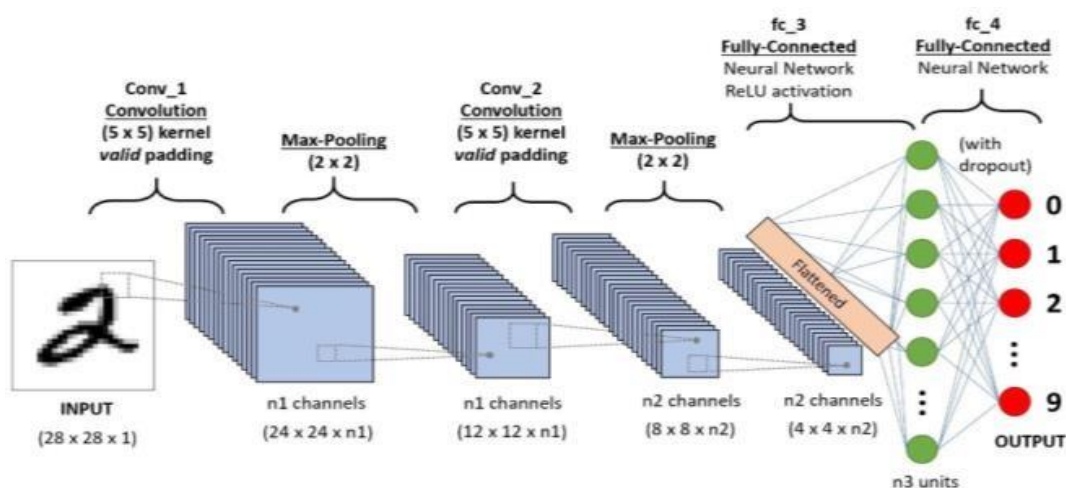 fc_3
Fully-Connected
Neural Network
ReLU activation
fc_4
Fully-Connected
Neural Network
Conv_1
Convolution
(5 x 5) kernel
valid padding
Max-Pooling
(2 x 2)
Conv_2
Convolution
(5 x 5) kernel
valid padding
Max-Pooling
(2 x 2)
(with
dropout)
Flattened
0
1
2
9
INPUT
(28 x 28 x 1)
n1 channels
(24 x 24 x n1)
n1 channels
(12 x 12 x n1)
n2 channels
(8 x 8 x n2)
n2 channels
(4 x 4 x n2)
OUTPUT
n3 units